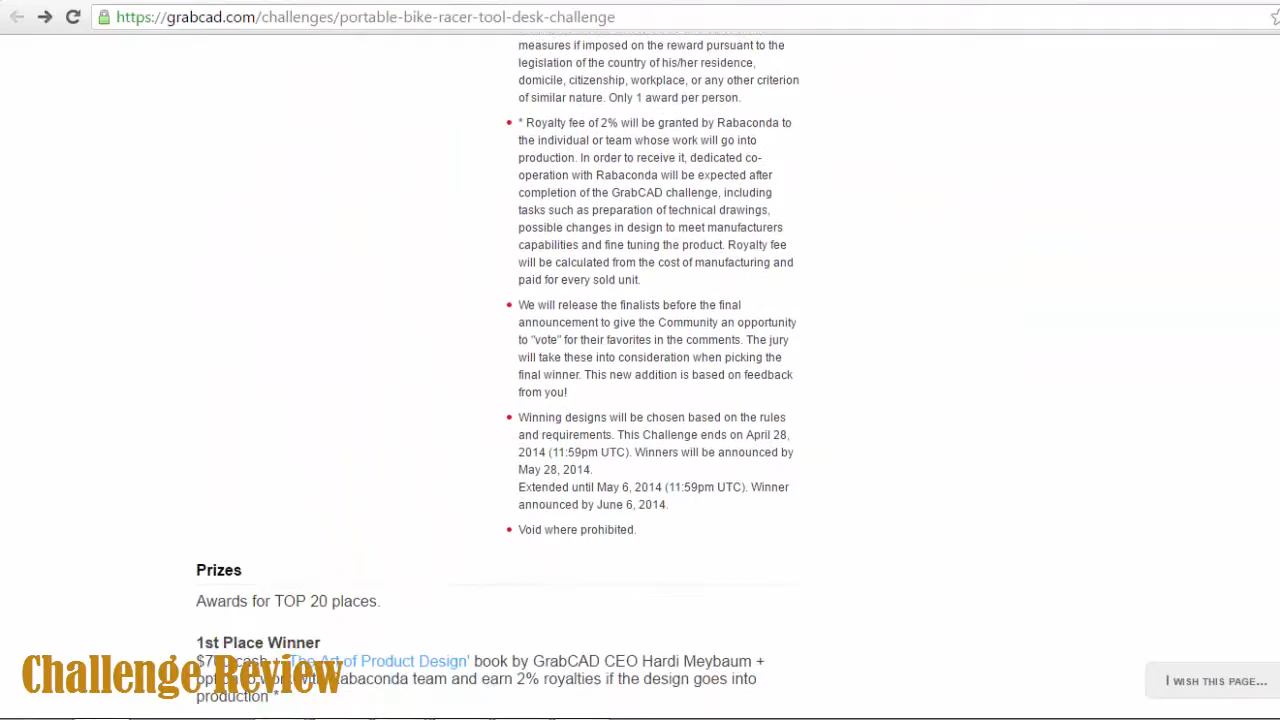 https://grabcad.com/challenges/portable-bike-racer-tool-desk-challenge
measures if imposed on the reward pursuant to the
legislation of the country of his/her residence,
domicile, citizenship, workplace, or any other criterion
of similar nature. Only 1 award per person.
* Royalty fee of 2% will be granted by Rabaconda to
the individual or team whose work will go into
production. In order to receive it, dedicated co-
operation with Rabaconda will be expected after
completion of the GrabCAD challenge, including
tasks such as preparation of technical drawings,
possible changes in design to meet manufacturers
capabilities and fine tuning the product. Royalty fee
will be calculated from the cost of manufacturing and
paid for every sold unit.
We will release the finalists before the final
announcement to give the Community an opportunity
to "vote" for their favorites in the comments. The jury
will take these into consideration when picking the
final winner. This new addition is based on feedback
from you!
Winning designs will be chosen based on the rules
and requirements. This Challenge ends on April 28,
2014 (11:59pm UTC). Winners will be announced by
May 28, 2014.
Extended until May 6, 2014 (11:59pm UTC). Winner
announced by June 6, 2014.
Void where prohibited.
Prizes
Awards for TOP 20 places.
1st Place Winner
cash + 'The Art of Product Design' book by GrabCAD CEO Hardi Meybaum +
work with Rabaconda team and earn 2% royalties if the design goes into
production *
Challenge Review
I WISH THIS PAGE...